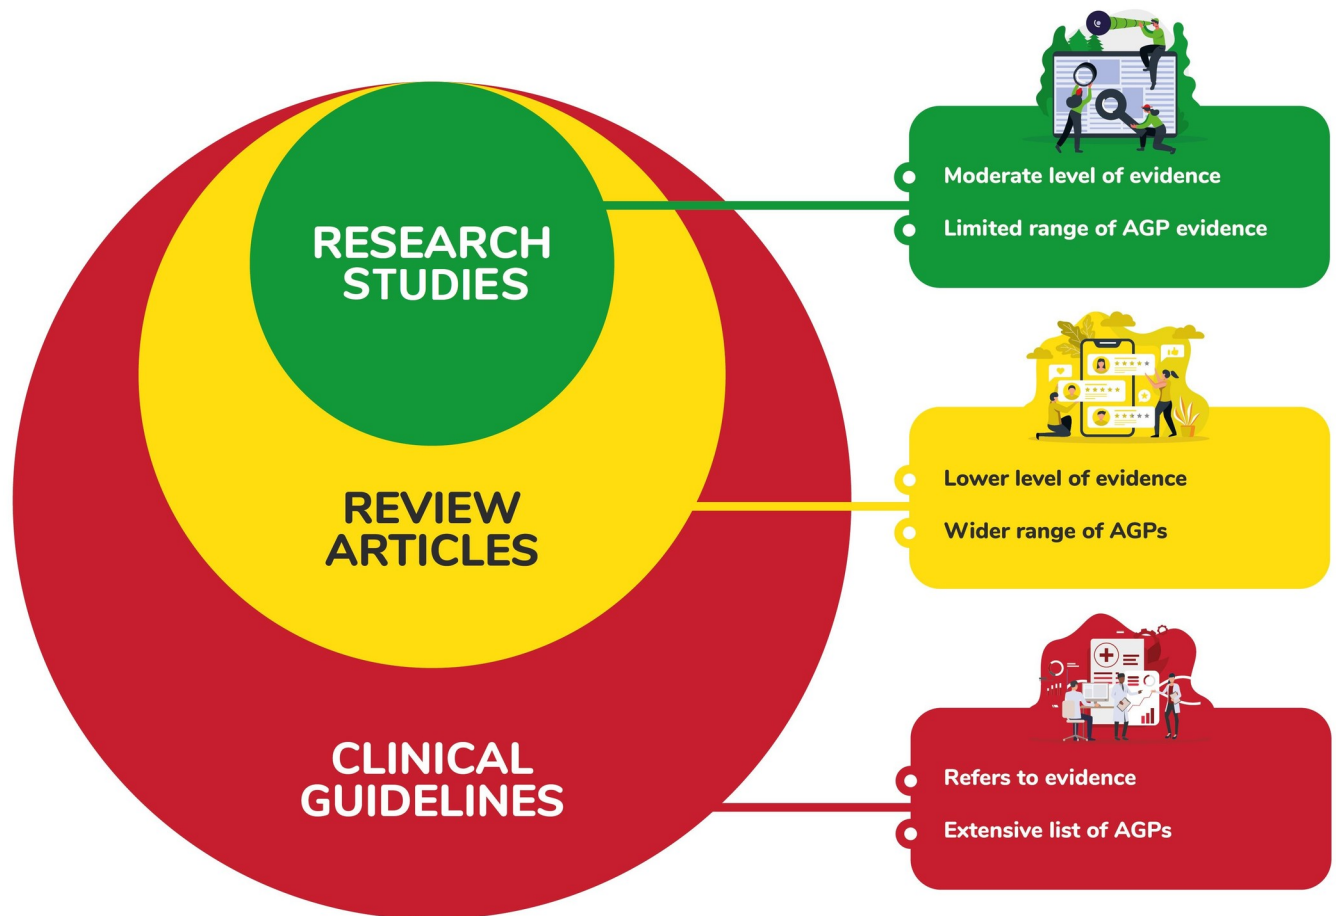 RESEARCH
STUDIES
Moderate level of evidence
Limited range of AGP evidence
REVIEW
ARTICLES
Lower level of evidence
Wider range of AGPs
CLINICAL
GUIDELINES
Refers to evidence
Extensive list of AGPs